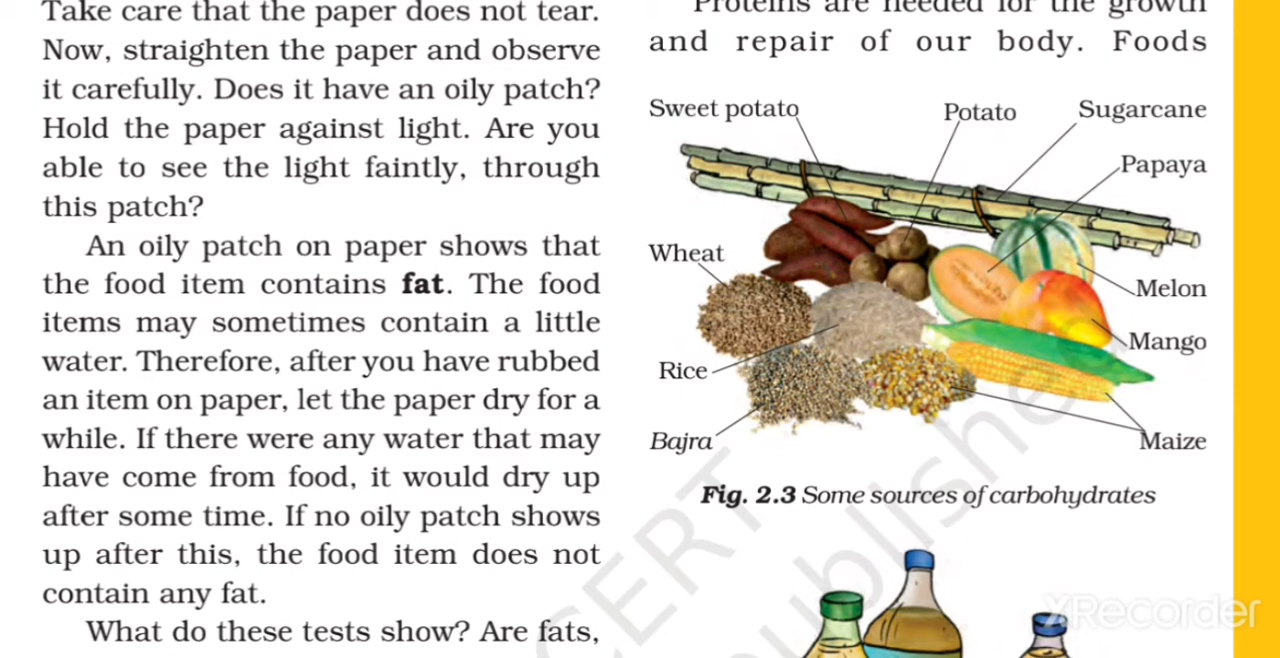 Take care that the paper does not tear.
Now, straighten the paper and observe
it carefully. Does it have an oily patch?
Hold the paper against light. Are you
able to see the light faintly, through
this patch?
An oily patch on paper shows that
the food item contains fat. The food
items may sometimes contain a little
water. Therefore, after you have rubbed
an item on paper, let the paper dry for a
while. If there were any water that may
have come from food, it would dry up
after some time. If no oily patch shows
up after this, the food item does not
contain any fat.
What do these tests show? Are fats,
Proteins are needed for the growth
and repair of our body. Foods
Sweet potato
Potato
Sugarcane
Papaya
Wheat
Melon
Mango
Rice
Bajra
Maize
Fig. 2.3 Some sources of carbohydrates
XRecorder